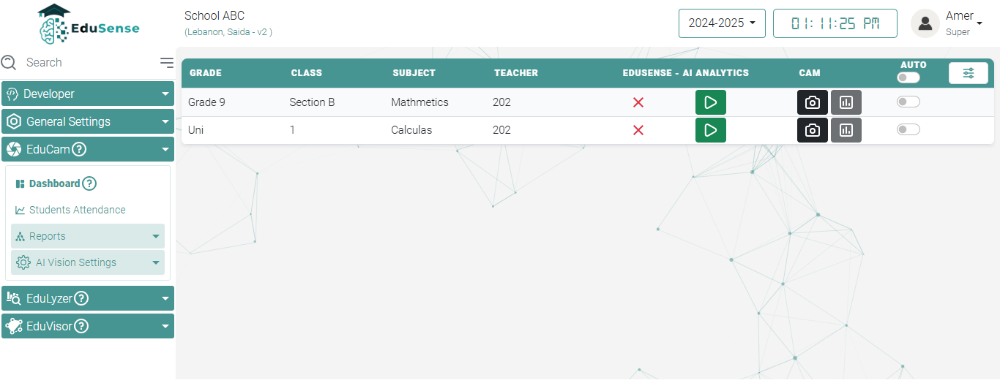 EduSense
School ABC
(Lebanon, Saida - v2 )
2024-2025
01:11:25 PM
Amer
Super
Search
Developer
General Settings
EduCam ?
Dashboard ?
Students Attendance
Reports
AI Vision Settings
EduLyzer ?
EduVisor ?
GRADE CLASS SUBJECT TEACHER EDUSENSE - AI ANALYTICS CAM AUTO
Grade 9 Section B Mathmetics 202
Uni 1 Calculas 202